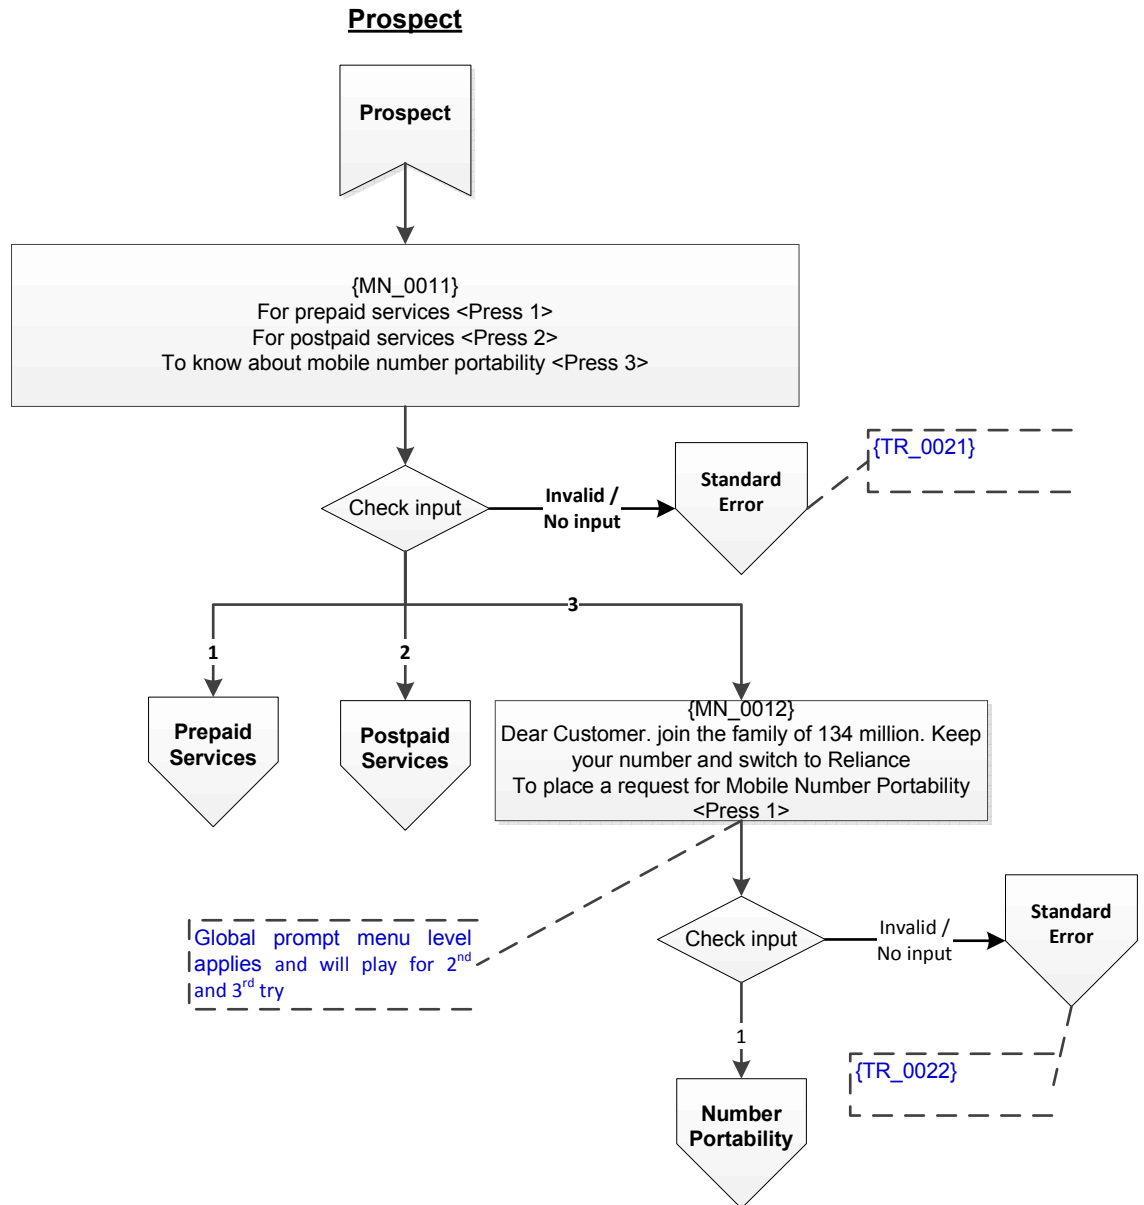 Prospect
Prospect
{MN_0011}
For prepaid services <Press 1>
For postpaid services <Press 2>
To know about mobile number portability <Press 3>
Check input
Invalid /
No input
Standard
Error
{TR_0021}
3
1
2
Prepaid
Services
Postpaid
Services
{MN_0012}
Dear Customer. join the family of 134 million. Keep
your number and switch to Reliance
To place a request for Mobile Number Portability
<Press 1>
Global prompt menu level
applies and will play for 2nd
and 3rd try
Check input
Invalid /
No input
Standard
Error
1
{TR_0022}
Number
Portability